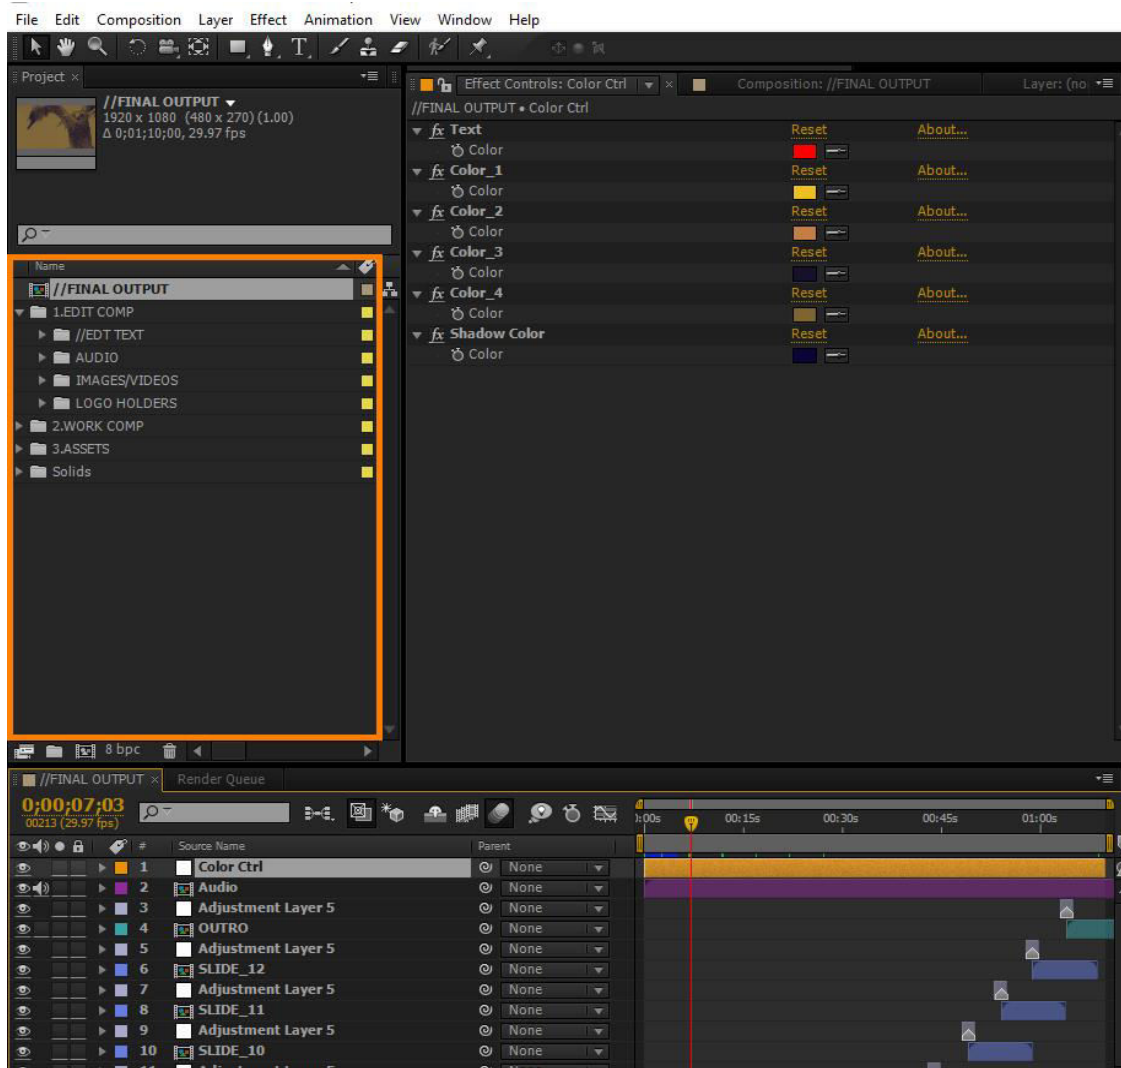 File Edit Composition Layer Effect Animation View Window Help
Project ×
//FINAL OUTPUT
1920 x 1080 (480 x 270) (1.00)
Δ 0;01;10;00, 29.97 fps
Name
//FINAL OUTPUT
1.EDIT COMP
//EDT TEXT
AUDIO
IMAGES/VIDEOS
LOGO HOLDERS
2.WORK COMP
3.ASSETS
Solids
8 bpc
Effect Controls: Color Ctrl × Composition: //FINAL OUTPUT Layer: (no
//FINAL OUTPUT • Color Ctrl
fx Text Reset About...
Color
fx Color_1 Reset About...
Color
fx Color_2 Reset About...
Color
fx Color_3 Reset About...
Color
fx Color_4 Reset About...
Color
fx Shadow Color Reset About...
Color
//FINAL OUTPUT × Render Queue
0;00;07;03
00213 (29.97 fps)
):00s 00:15s 00:30s 00:45s 01:00s
# Source Name Parent
1 Color Ctrl None
2 Audio None
3 Adjustment Layer 5 None
4 OUTRO None
5 Adjustment Layer 5 None
6 SLIDE_12 None
7 Adjustment Layer 5 None
8 SLIDE_11 None
9 Adjustment Layer 5 None
10 SLIDE_10 None